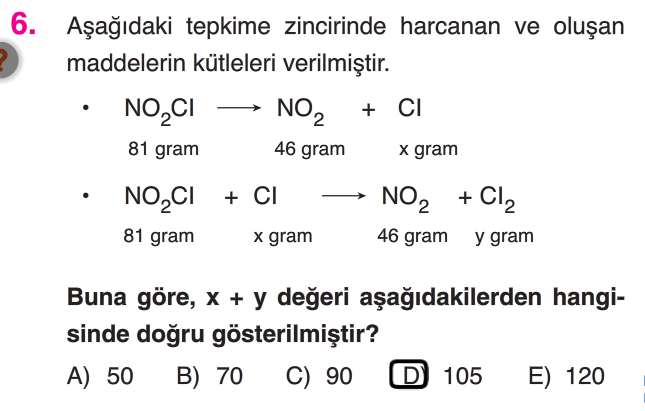 6. Aşağıdaki tepkime zincirinde harcanan ve oluşan
maddelerin kütleleri verilmiştir.
• NO₂Cl ⟶ NO₂ + Cl
81 gram 46 gram x gram
• NO₂Cl + Cl ⟶ NO₂ + Cl₂
81 gram x gram 46 gram y gram
Buna göre, x + y değeri aşağıdakilerden hangi-
sinde doğru gösterilmiştir?
A) 50 B) 70 C) 90 D) 105 E) 120
?